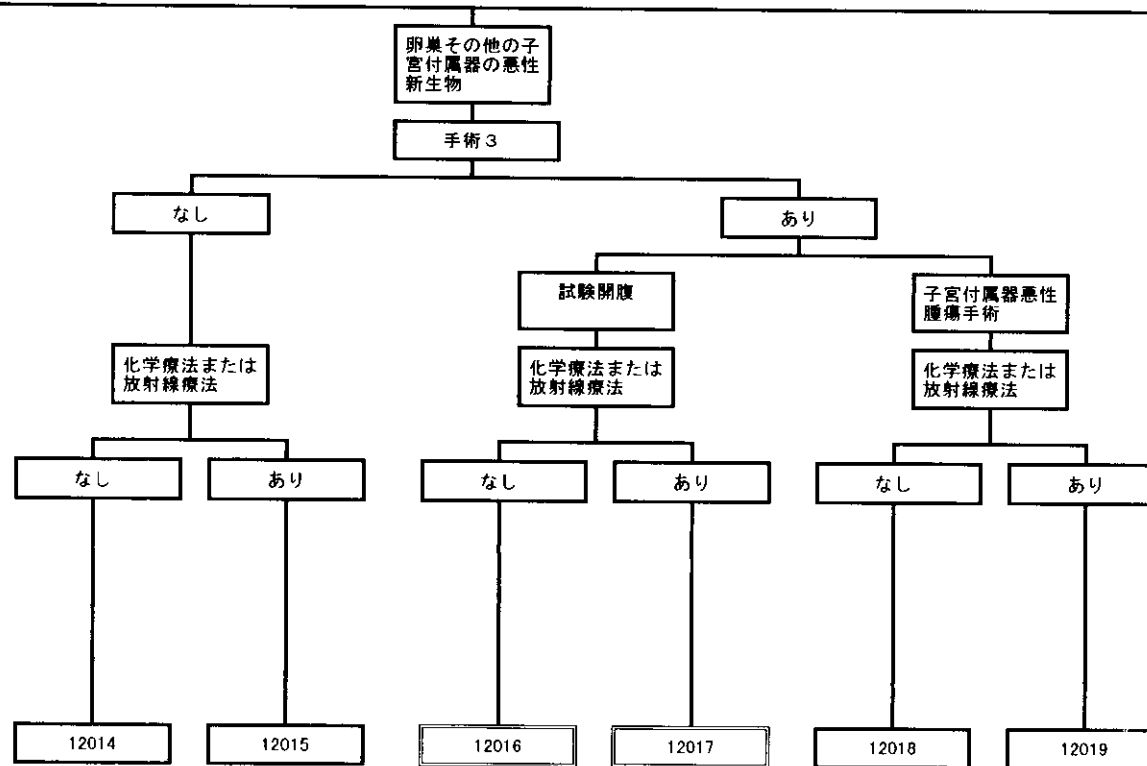 卵巣その他の子
宮付属器の悪性
新生物
手術3
なし
あり
試験開腹
子宮付属器悪性
腫瘍手術
化学療法または
放射線療法
化学療法または
放射線療法
化学療法または
放射線療法
なし
あり
なし
あり
なし
あり
12014
12015
12016
12017
12018
12019